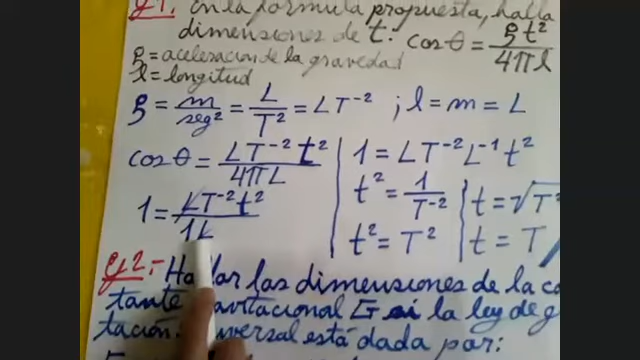 Ej1: En la fórmula propuesta, halla
dimensiones de t: cos θ = g t² / 4πl
g = aceleración de la gravedad
l = longitud
g = m / seg² = L / T² = LT⁻² ; l = m = L
cos θ = LT⁻² t² / 4πL
1 = LT⁻² t² / 1L
1 = LT⁻² L⁻¹ t²
t² = 1 / T⁻²
t² = T²
t = √T²
t = T
Ej2:- Hallar las dimensiones de la co
tante gravitacional G si la ley de g
tación universal está dada por: